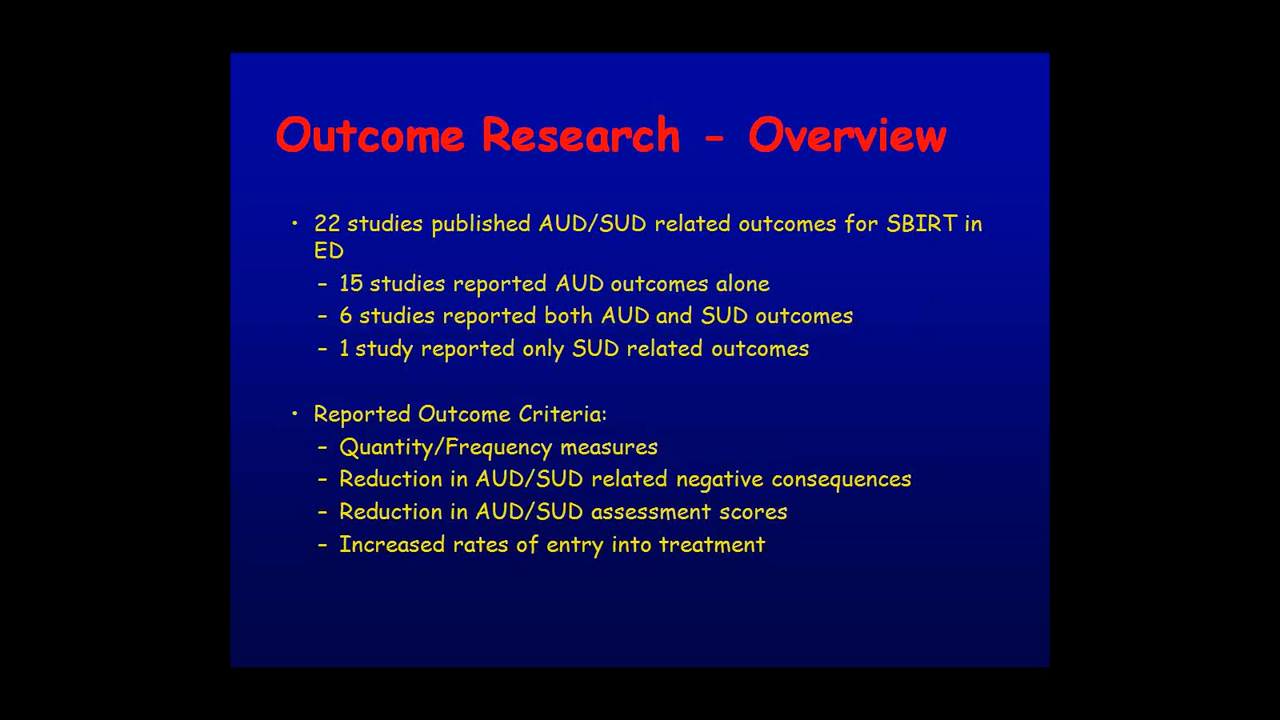 Outcome Research - Overview
• 22 studies published AUD/SUD related outcomes for SBIRT in
ED
– 15 studies reported AUD outcomes alone
– 6 studies reported both AUD and SUD outcomes
– 1 study reported only SUD related outcomes
• Reported Outcome Criteria:
– Quantity/Frequency measures
– Reduction in AUD/SUD related negative consequences
– Reduction in AUD/SUD assessment scores
– Increased rates of entry into treatment